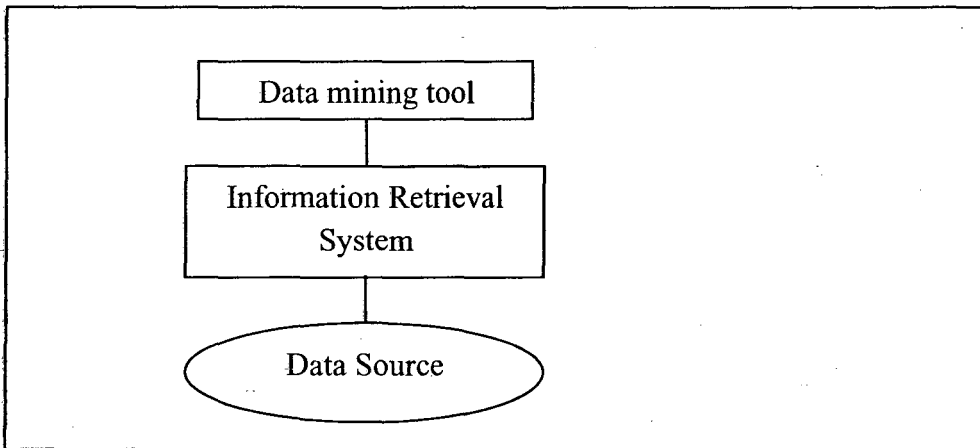 Data mining tool
Information Retrieval
System
Data Source